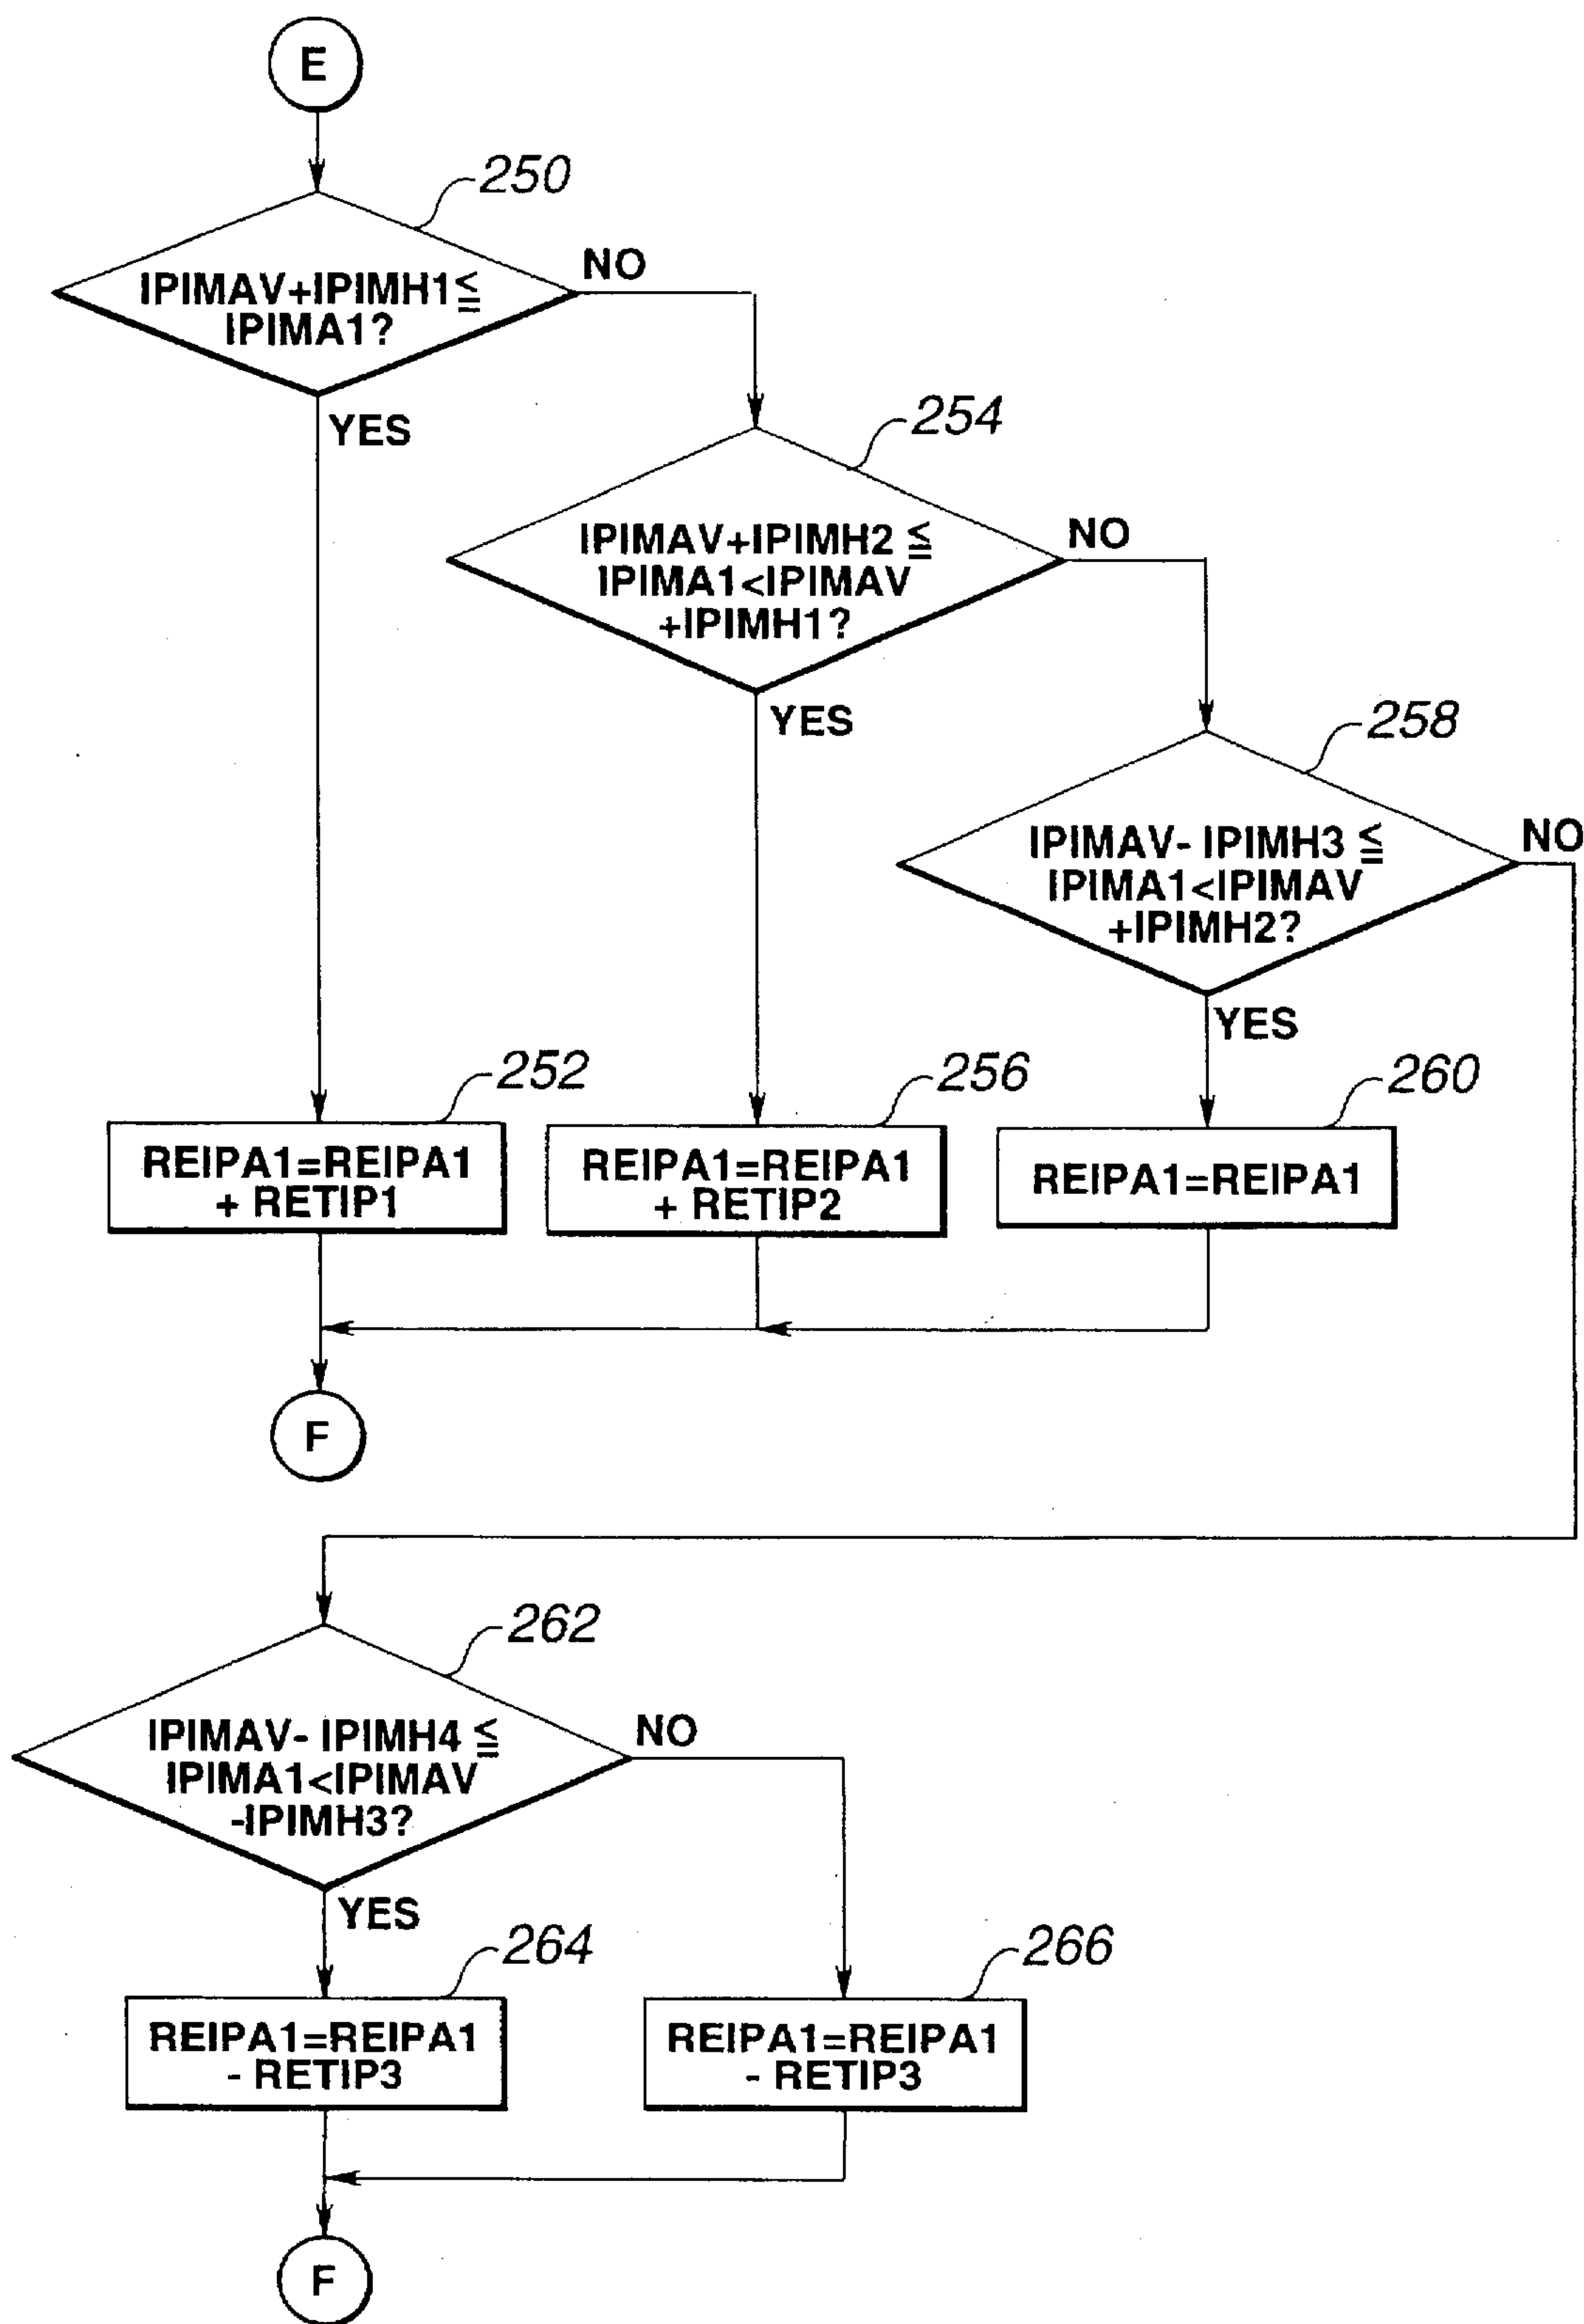 E
250
IPIMAV+IPIMH1≦
IPIMA1?
NO
YES
254
IPIMAV+IPIMH2 ≦
IPIMA1<IPIMAV
+IPIMH1?
NO
YES
258
IPIMAV- IPIMH3 ≦
IPIMA1<IPIMAV
+IPIMH2?
NO
YES
252
REIPA1=REIPA1
+ RETIP1
256
REIPA1=REIPA1
+ RETIP2
260
REIPA1=REIPA1
F
262
IPIMAV- IPIMH4 ≦
IPIMA1<IPIMAV
-IPIMH3?
NO
YES
264
REIPA1=REIPA1
- RETIP3
266
REIPA1=REIPA1
- RETIP3
F